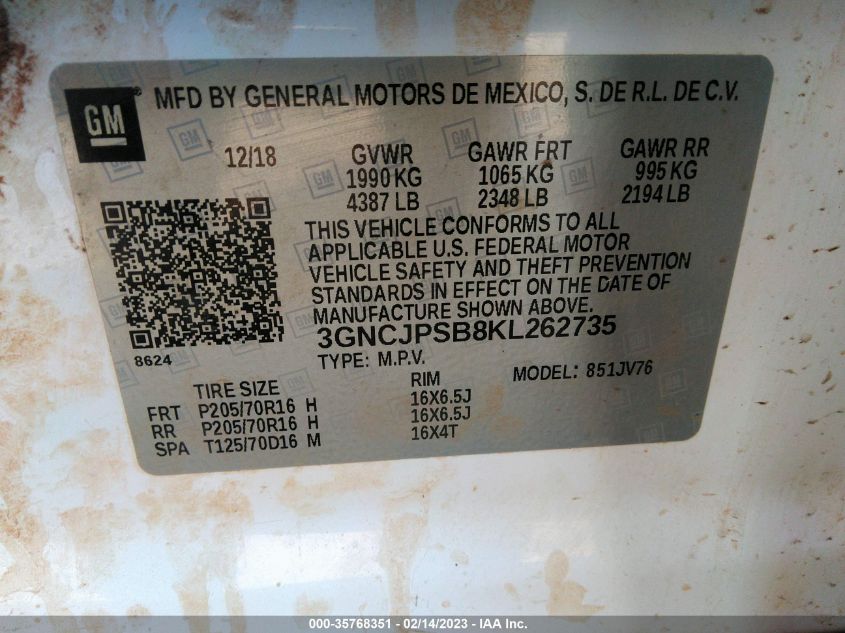 GM MFD BY GENERAL MOTORS DE MEXICO, S. DE R.L. DE C.V.
12/18 GVWR GAWR FRT GAWR RR
1990 KG 1065 KG 995 KG
4387 LB 2348 LB 2194 LB
THIS VEHICLE CONFORMS TO ALL
APPLICABLE U.S. FEDERAL MOTOR
VEHICLE SAFETY AND THEFT PREVENTION
STANDARDS IN EFFECT ON THE DATE OF
MANUFACTURE SHOWN ABOVE.
3GNCJPSB8KL262735
8624
TYPE: M.P.V. MODEL: 851JV76
TIRE SIZE RIM
FRT P205/70R16 H 16X6.5J
RR P205/70R16 H 16X6.5J
SPA T125/70D16 M 16X4T
000-35768351 — 02/14/2023 — IAA Inc.